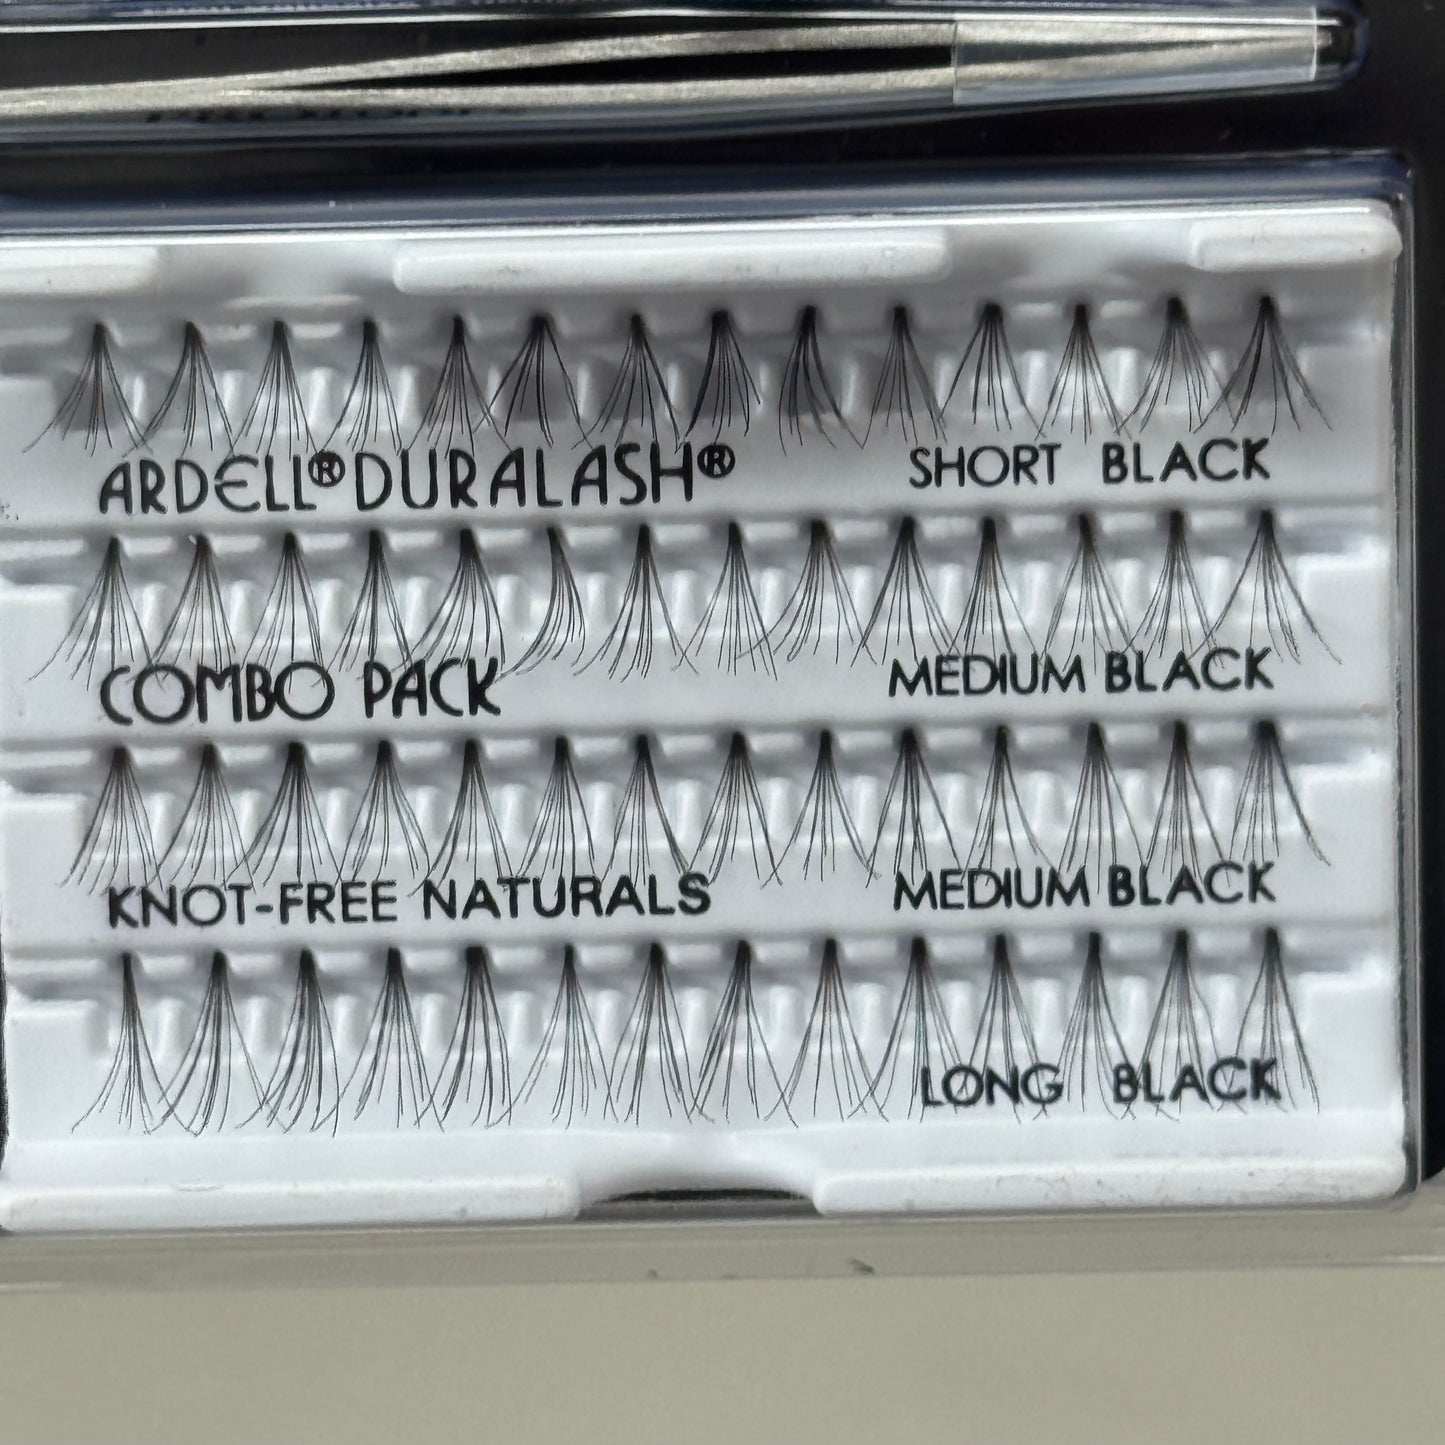 ARDELL® DURALASH® SHORT BLACK
COMBO PACK MEDIUM BLACK
KNOT-FREE NATURALS MEDIUM BLACK
LONG BLACK